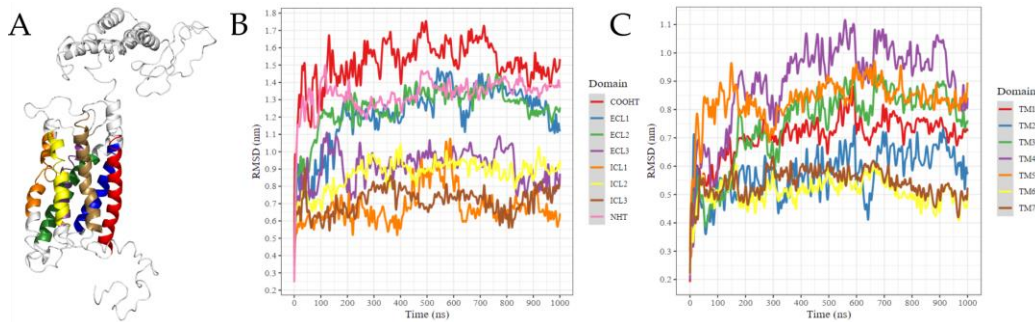 A
B
C
1.8
1.7
1.6
1.5
1.4
1.3
1.2
1.1
1.0
0.9
0.8
0.7
0.6
0.5
0.4
0.3
0.2
RMSD (nm)
0 100 200 300 400 500 600 700 800 900 1000
Time (ns)
Domain
COOHT
ECL1
ECL2
ECL3
ICL1
ICL2
ICL3
NHT
1.1
1.0
0.9
0.8
0.7
0.6
0.5
0.4
0.3
0.2
RMSD (nm)
0 100 200 300 400 500 600 700 800 900 1000
Time (ns)
Domain
TM1
TM2
TM3
TM4
TM5
TM6
TM7